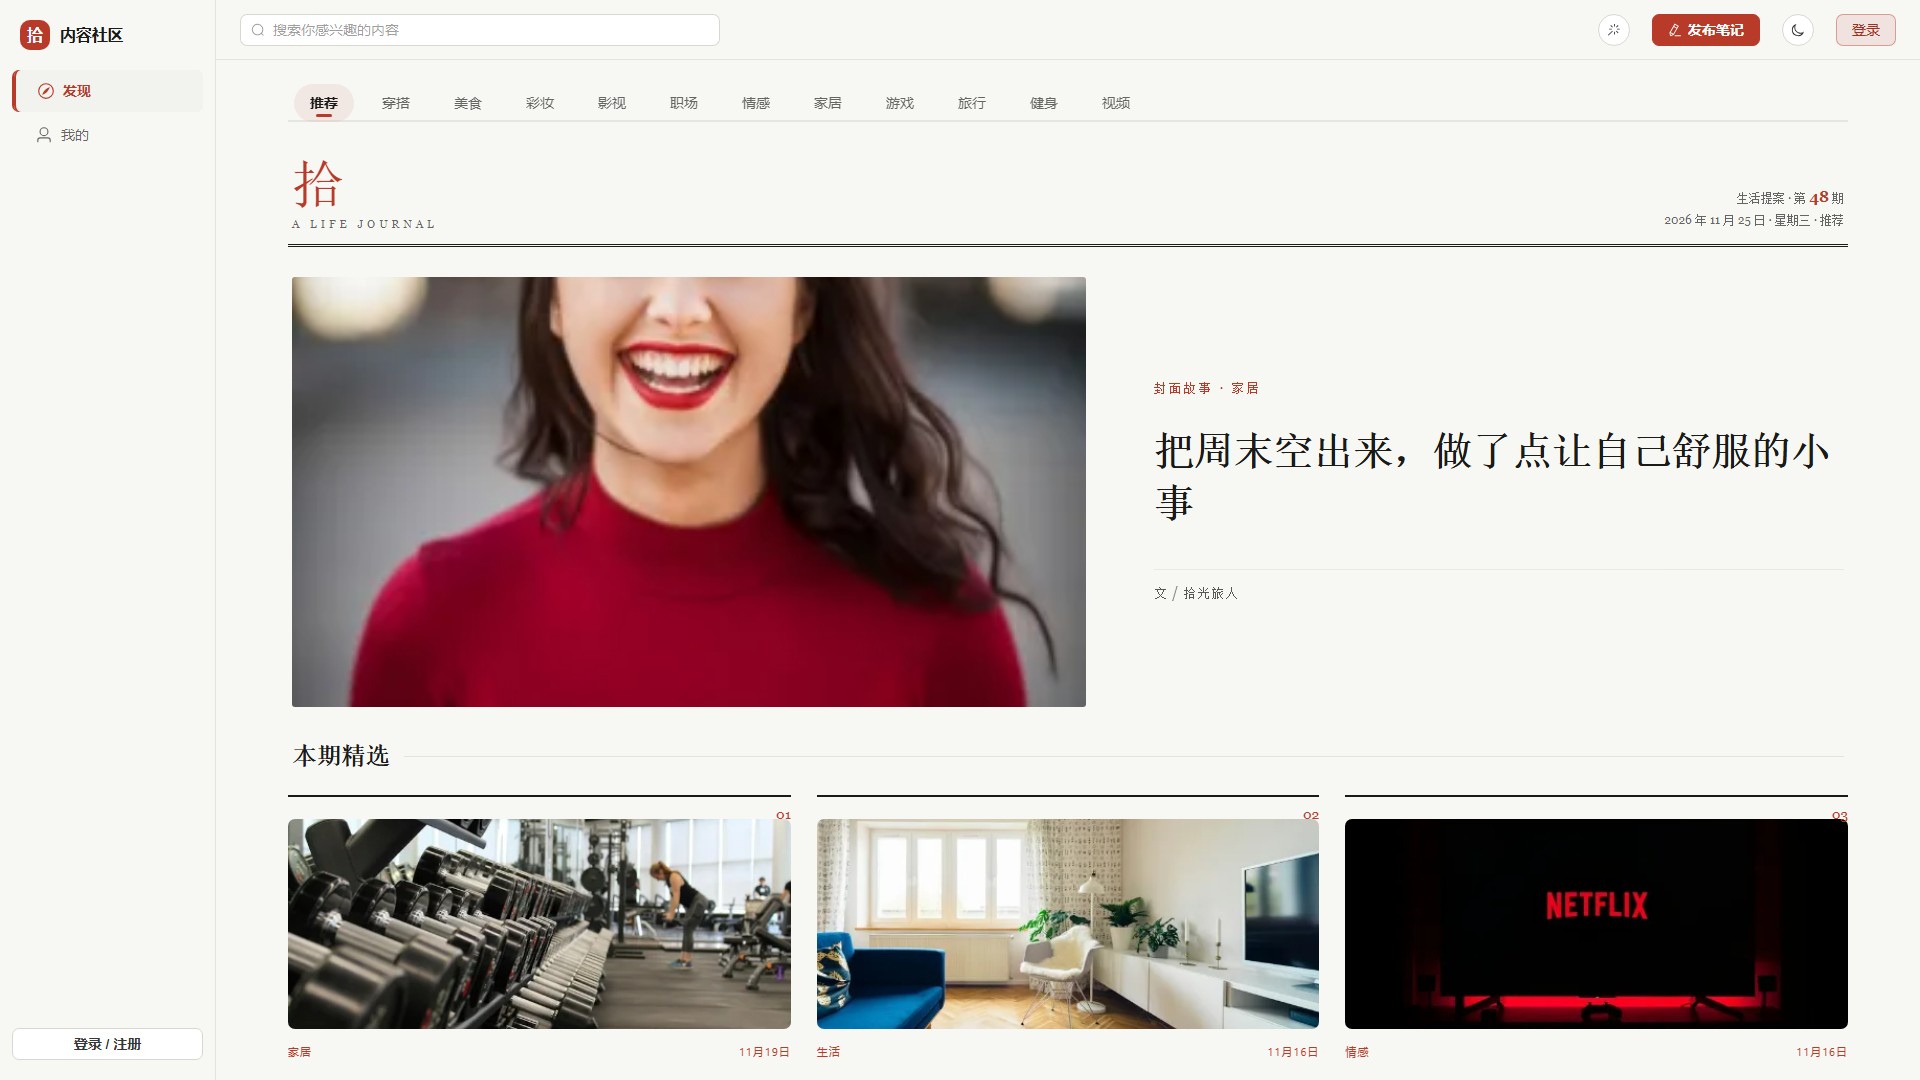 拾 内容社区
搜索你感兴趣的内容
发布笔记
登录
发现
我的
推荐 穿搭 美食 彩妆 影视 职场 情感 家居 游戏 旅行 健身 视频
拾
A LIFE JOURNAL
生活提案 · 第 48 期
2026 年 11 月 25 日 · 星期三 · 推荐
封面故事 · 家居
把周末空出来，做了点让自己舒服的小
事
文 / 拾光旅人
本期精选
01
02
03
NETFLIX
家居 11月19日
生活 11月16日
情感 11月16日
登录 / 注册